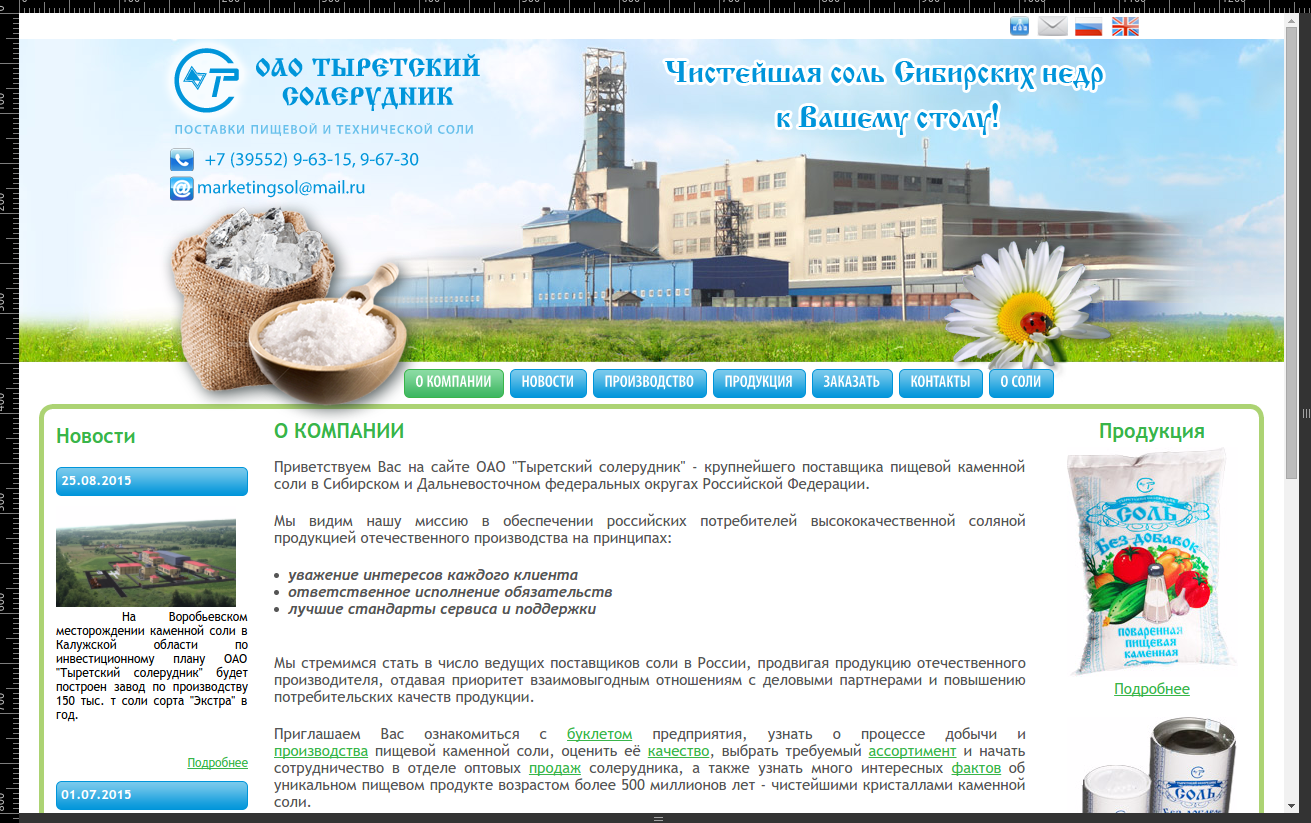 ОАО ТЫРЕТСКИЙ
СОЛЕРУДНИК
ПОСТАВКИ ПИЩЕВОЙ И ТЕХНИЧЕСКОЙ СОЛИ
+7 (39552) 9-63-15, 9-67-30
marketingsol@mail.ru
Чистейшая соль Сибирских недр
к Вашему столу!
О КОМПАНИИ
НОВОСТИ
ПРОИЗВОДСТВО
ПРОДУКЦИЯ
ЗАКАЗАТЬ
КОНТАКТЫ
О СОЛИ
Новости
25.08.2015
На Воробьевском
месторождении каменной соли в
Калужской области по
инвестиционному плану ОАО
"Тыретский солерудник" будет
построен завод по производству
150 тыс. т соли сорта "Экстра" в
год.
Подробнее
01.07.2015
О КОМПАНИИ
Приветствуем Вас на сайте ОАО "Тыретский солерудник" - крупнейшего поставщика пищевой каменной
соли в Сибирском и Дальневосточном федеральных округах Российской Федерации.
Мы видим нашу миссию в обеспечении российских потребителей высококачественной соляной
продукцией отечественного производства на принципах:
• уважение интересов каждого клиента
• ответственное исполнение обязательств
• лучшие стандарты сервиса и поддержки
Мы стремимся стать в число ведущих поставщиков соли в России, продвигая продукцию отечественного
производителя, отдавая приоритет взаимовыгодным отношениям с деловыми партнерами и повышению
потребительских качеств продукции.
Приглашаем Вас ознакомиться с буклетом предприятия, узнать о процессе добычи и
производства пищевой каменной соли, оценить её качество, выбрать требуемый ассортимент и начать
сотрудничество в отделе оптовых продаж солерудника, а также узнать много интересных фактов об
уникальном пищевом продукте возрастом более 500 миллионов лет - чистейшими кристаллами каменной
соли.
Продукция
СОЛЬ
Без добавок
поваренная
пищевая
каменная
Подробнее
СОЛЬ
Без добавок